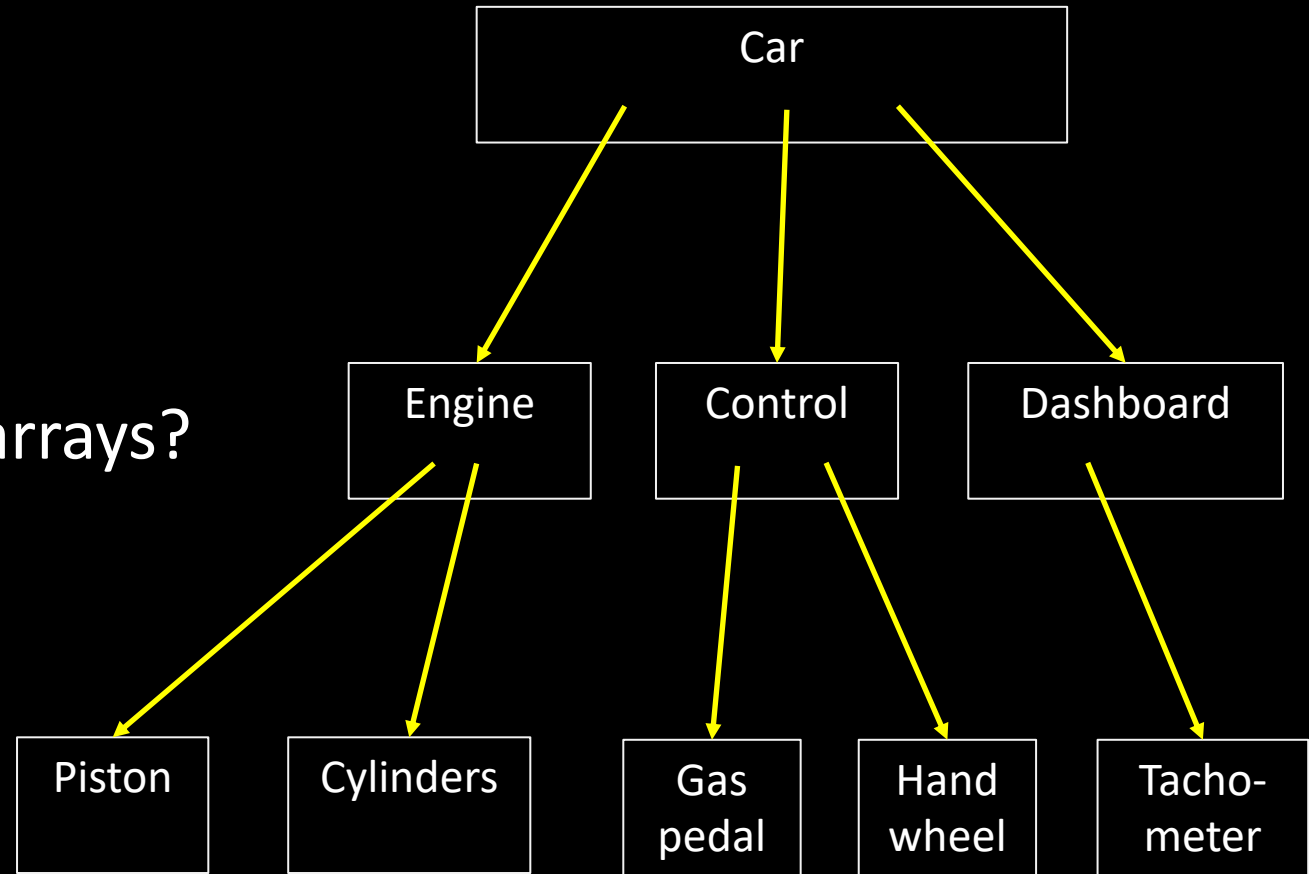 Car
Engine
Control
Dashboard
arrays?
Piston
Cylinders
Gas
pedal
Hand
wheel
Tacho-
meter